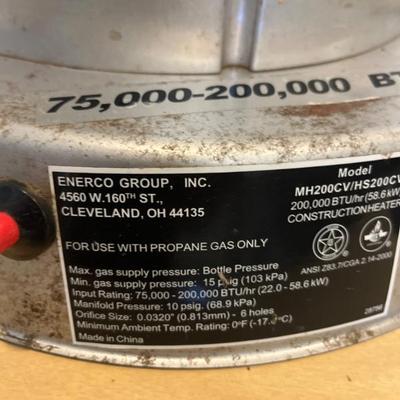 75,000-200,000 BT
ENERCO GROUP, INC.
4560 W.160TH ST.,
CLEVELAND, OH 44135
Model
MH200CV/HS200CV
200,000 BTU/hr (58.6 kW)
CONSTRUCTION HEATER
FOR USE WITH PROPANE GAS ONLY
ANSI Z83.7/CGA 2.14-2000
Max. gas supply pressure: Bottle Pressure
Min. gas supply pressure: 15 psig (103 kPa)
Input Rating: 75,000 - 200,000 BTU/hr (22.0 - 58.6 kW)
Manifold Pressure: 10 psig. (68.9 kPa)
Orifice Size: 0.0320" (0.813mm) - 6 holes
Minimum Ambient Temp. Rating: 0°F
Made in China